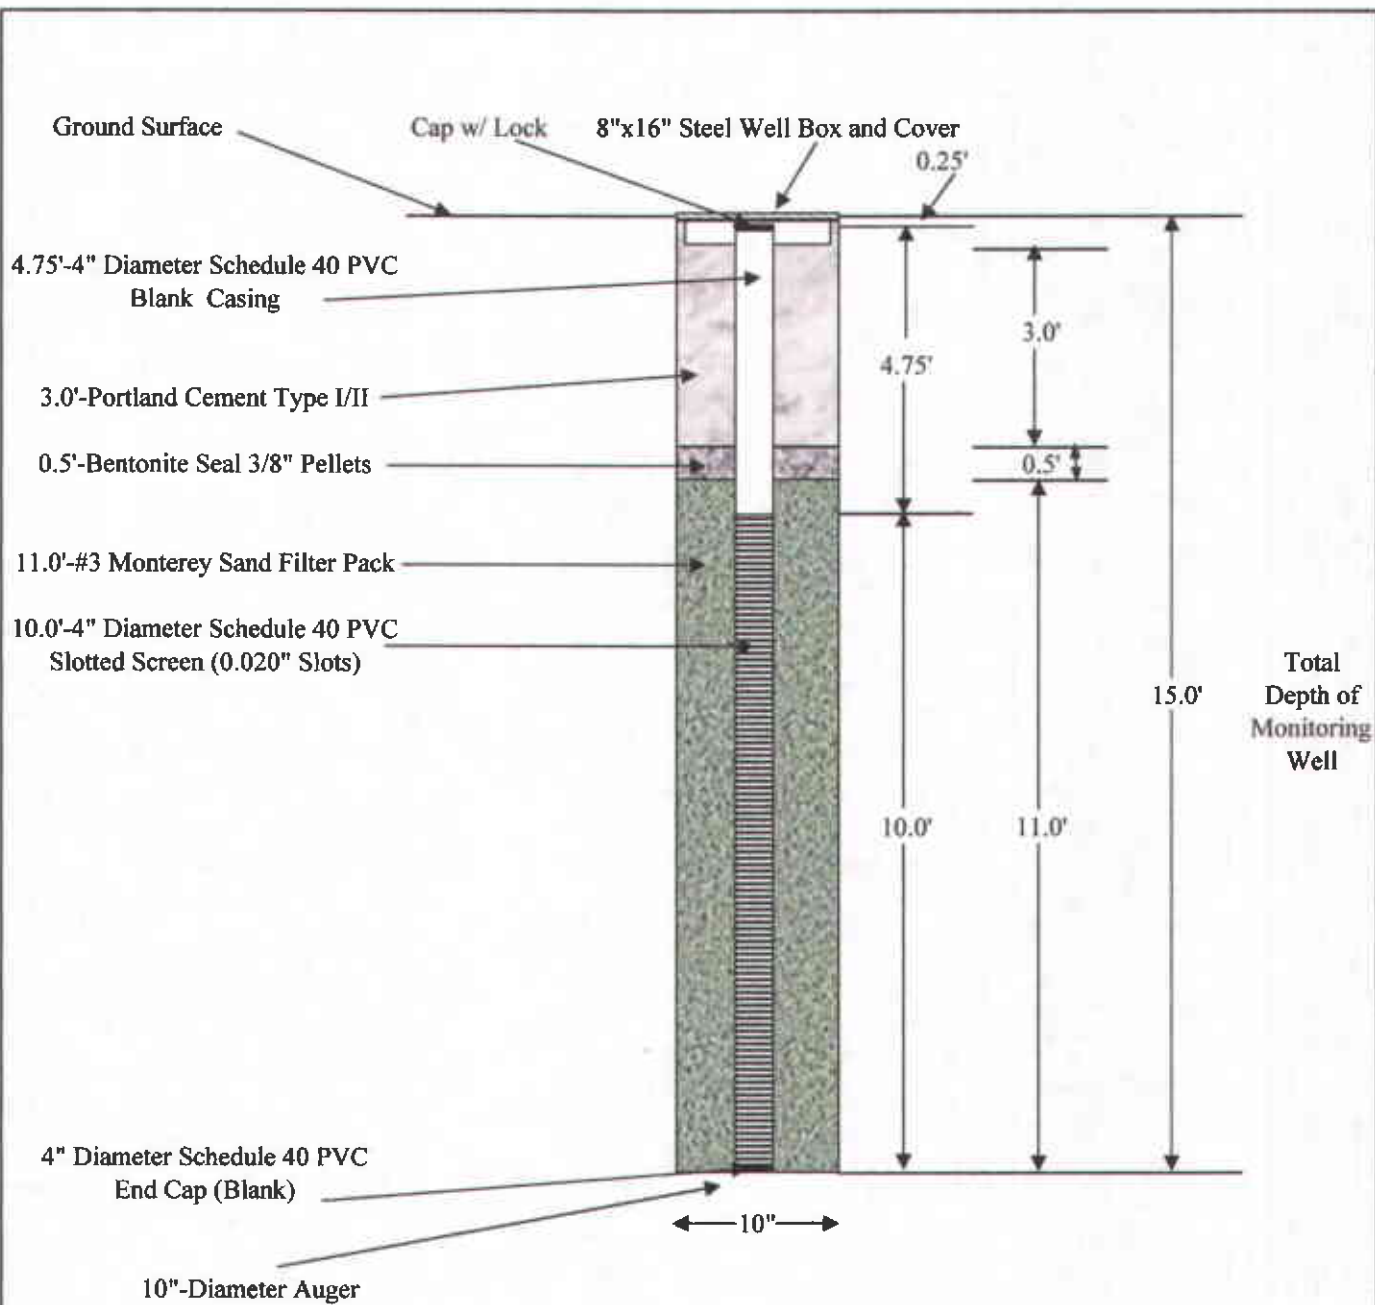 Ground Surface
Cap w/ Lock
8"x16" Steel Well Box and Cover
0.25'
4.75'-4" Diameter Schedule 40 PVC
Blank Casing
3.0'
4.75'
3.0'-Portland Cement Type I/II
0.5'-Bentonite Seal 3/8" Pellets
0.5'
11.0'-#3 Monterey Sand Filter Pack
10.0'-4" Diameter Schedule 40 PVC
Slotted Screen (0.020" Slots)
15.0'
Total
Depth of
Monitoring
Well
10.0'
11.0'
4" Diameter Schedule 40 PVC
End Cap (Blank)
10"
10"-Diameter Auger